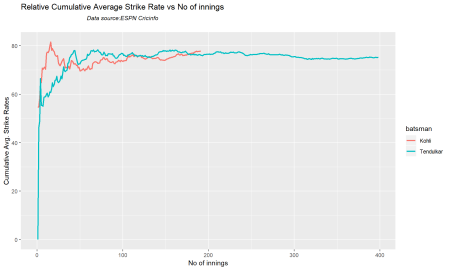 Relative Cumulative Average Strike Rate vs No of innings
Data source:ESPN Cricinfo
Cumulative Avg. Strike Rates
80
60
40
20
0
0 100 200 300 400
No of innings
batsman
Kohli
Tendulkar